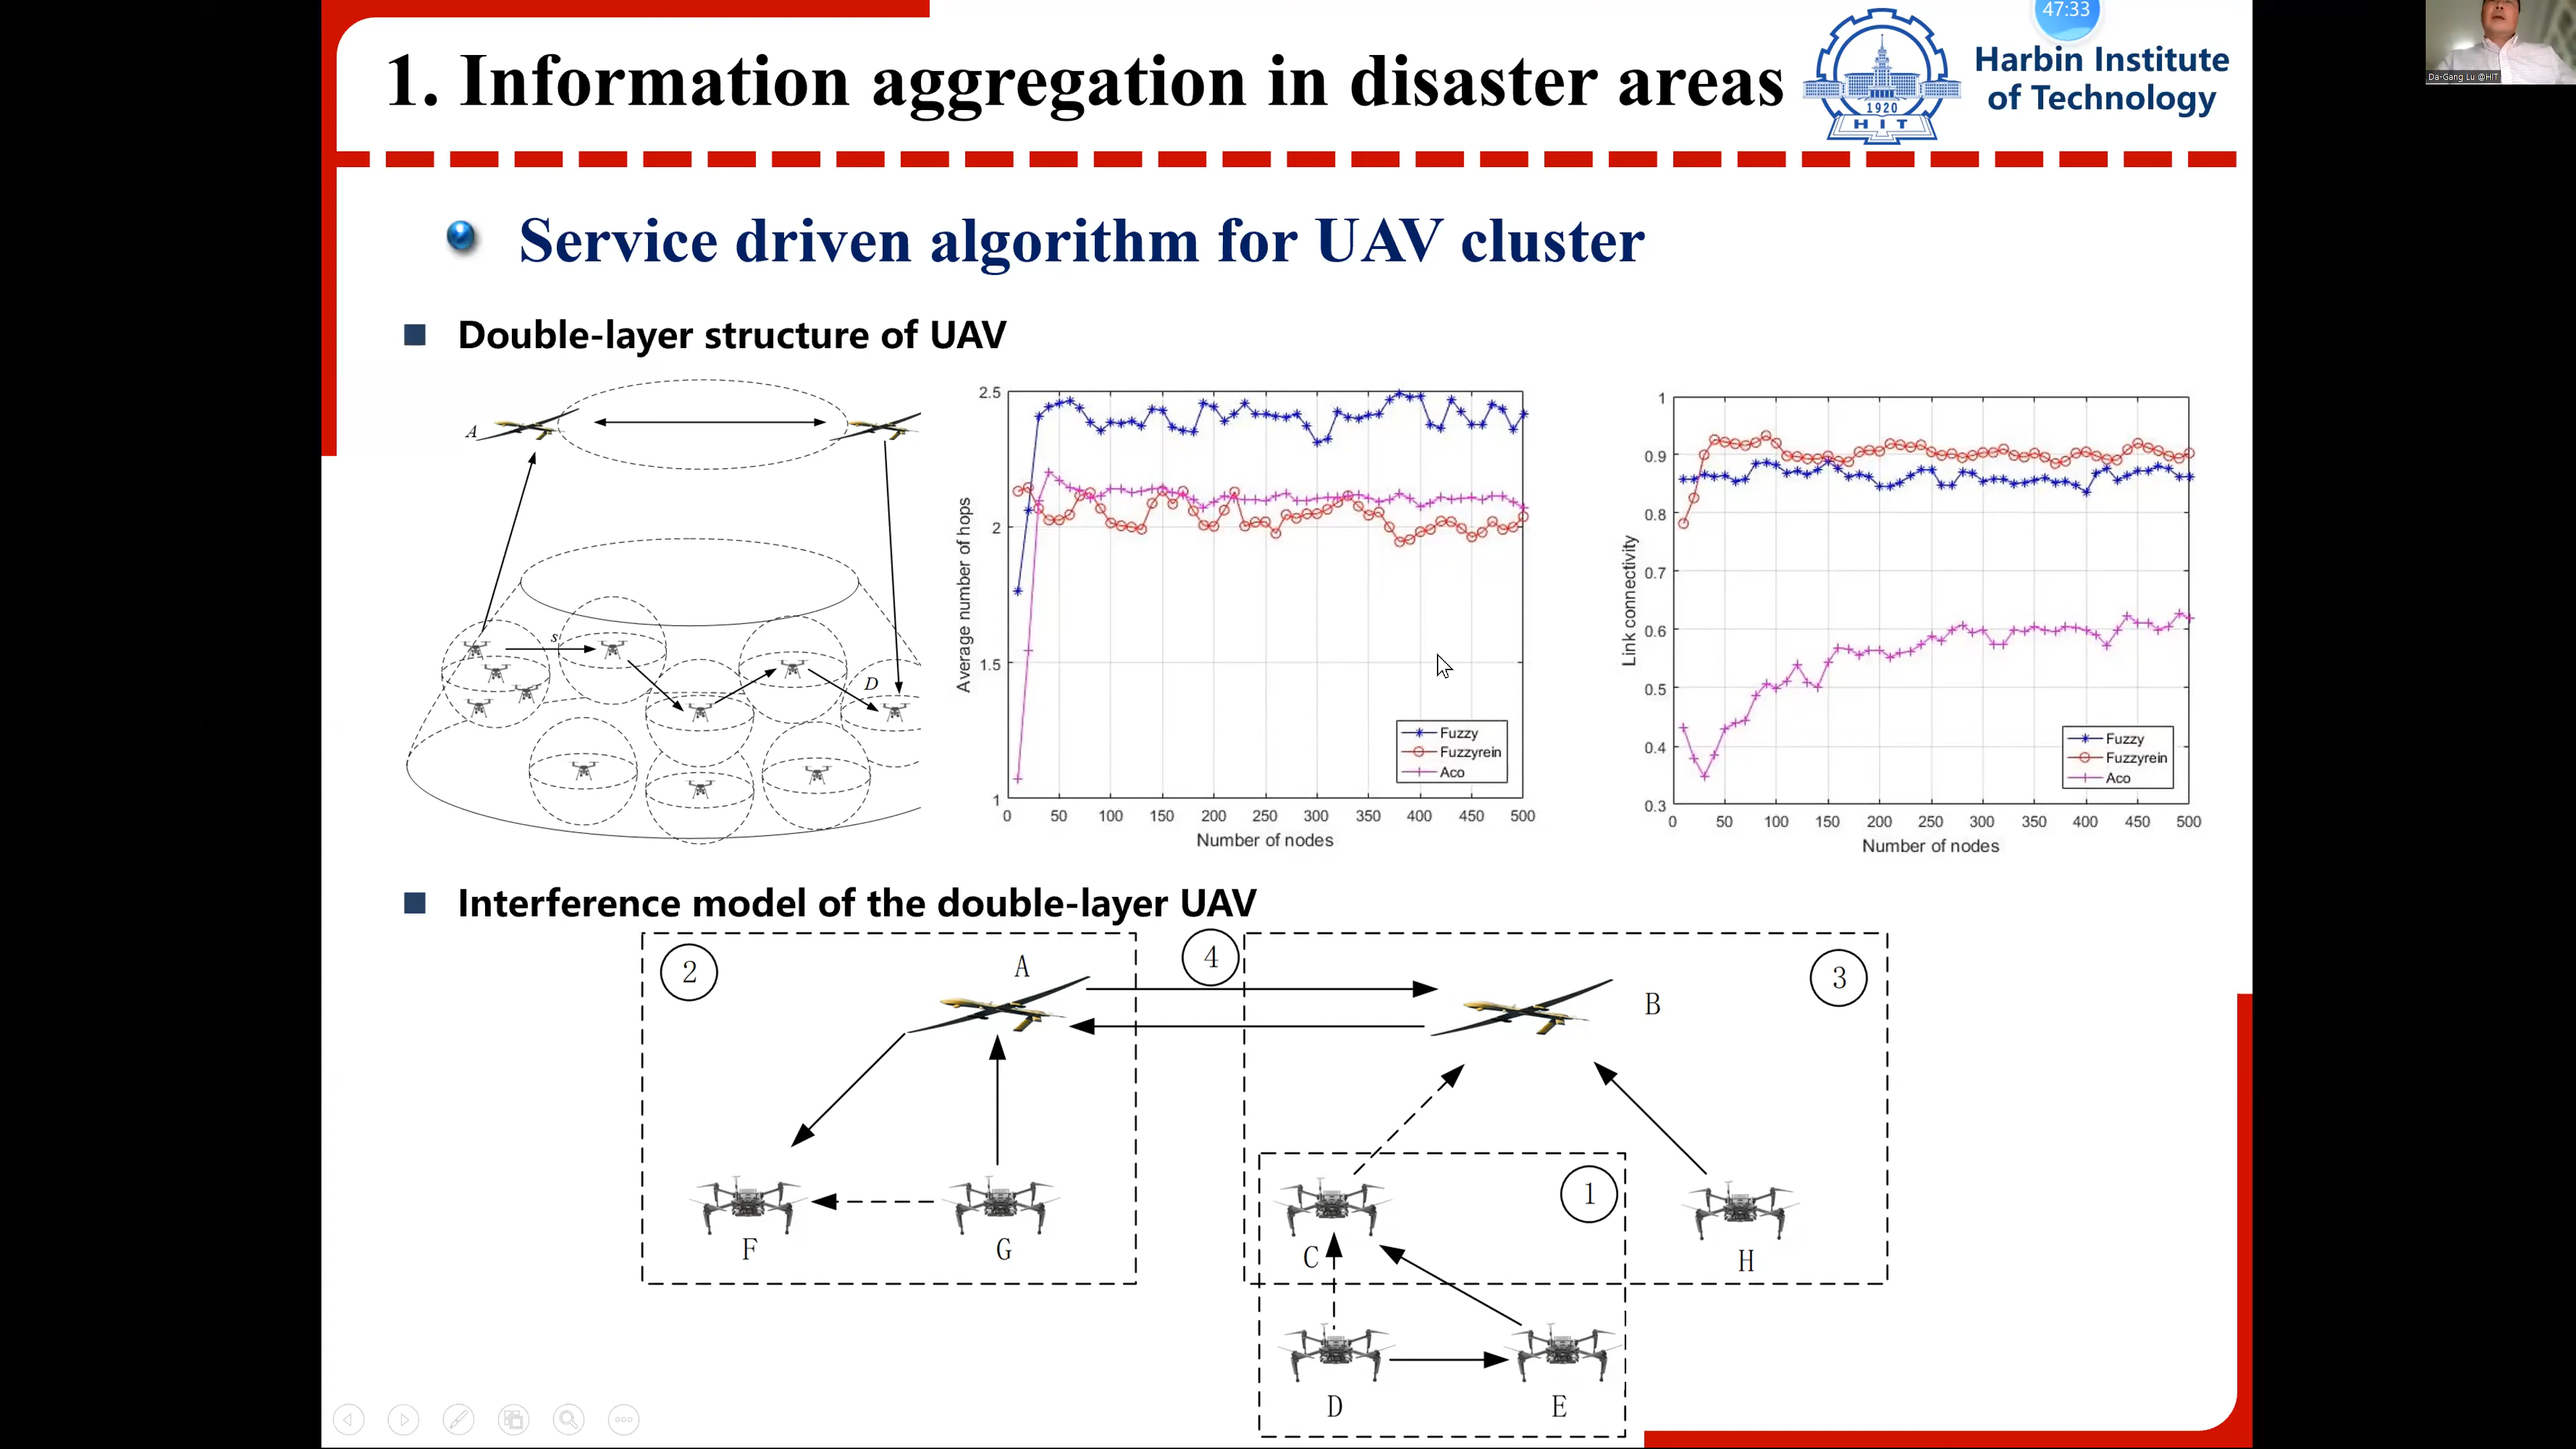 47:33
1. Information aggregation in disaster areas
1920
HIT
Harbin Institute
of Technology
Da-Gang Lu @HIT
Service driven algorithm for UAV cluster
Double-layer structure of UAV
A
s
D
2.5
2
1.5
1
Average number of hops
0 50 100 150 200 250 300 350 400 450 500
Number of nodes
Fuzzy
Fuzzyrein
Aco
1
0.9
0.8
0.7
0.6
0.5
0.4
0.3
Link connectivity
0 50 100 150 200 250 300 350 400 450 500
Number of nodes
Fuzzy
Fuzzyrein
Aco
Interference model of the double-layer UAV
2
A
4
3
B
1
F
G
C
H
D
E